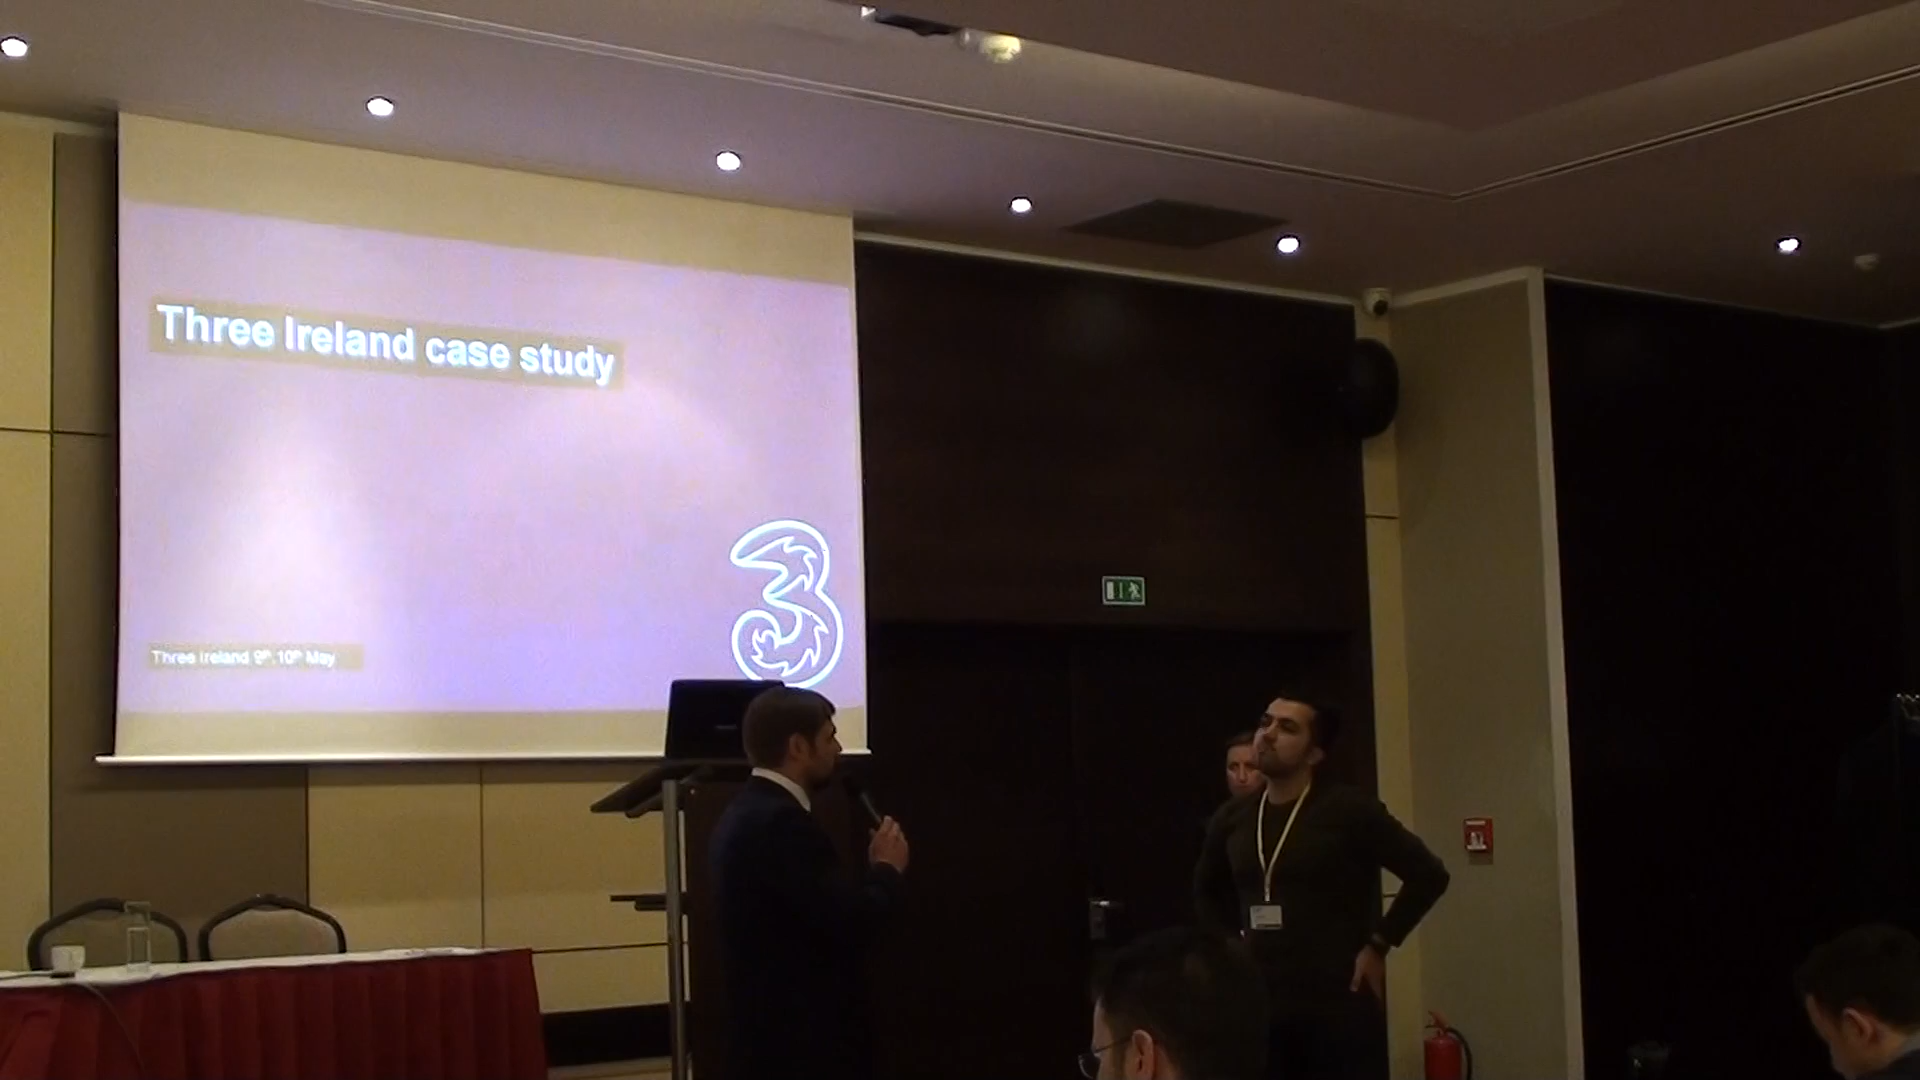 Three Ireland case study
3
Three Ireland 9th,10th May